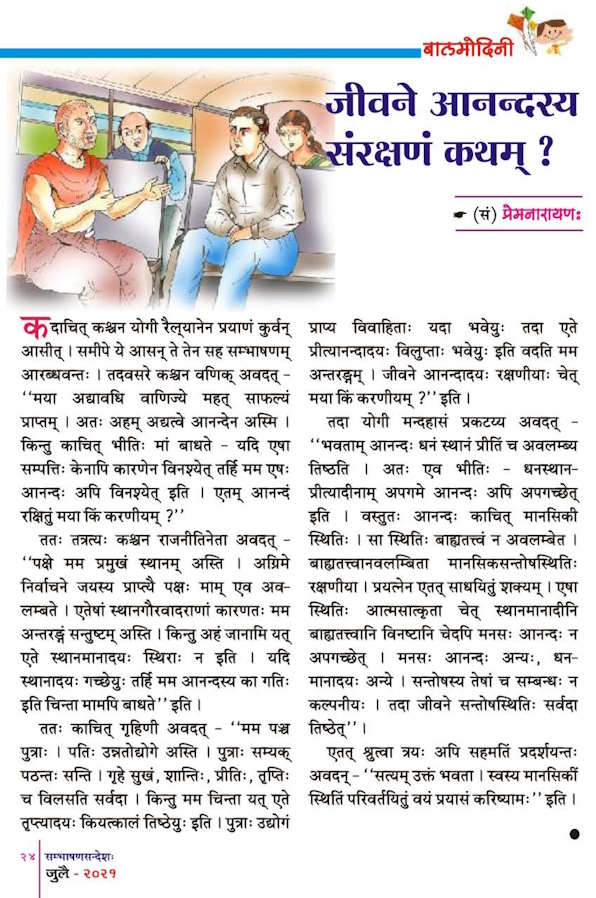 बालमोदिनी
जीवने आनन्दस्य
संरक्षणं कथम् ?
☛ (सं) प्रेमनारायणः
कदाचित् कश्चन योगी रैल्‌यानेन प्रयाणं कुर्वन्
आसीत् । समीपे ये आसन् ते तेन सह सम्भाषणम्
आरब्धवन्तः । तदवसरे कश्चन वणिक् अवदत् -
‘‘मया अद्यावधि वाणिज्ये महत् साफल्यं
प्राप्तम् । अतः अहम् अद्यत्वे आनन्देन अस्मि ।
किन्तु काचित् भीतिः मां बाधते - यदि एषा
सम्पत्तिः केनापि कारणेन विनश्येत् तर्हि मम एषः
आनन्दः अपि विनश्येत् इति । एतम् आनन्दं
रक्षितुं मया किं करणीयम् ?’’
ततः तत्रत्यः कश्चन राजनीतिनेता अवदत् -
‘‘पक्षे मम प्रमुखं स्थानम् अस्ति । अग्रिमे
निर्वाचने जयस्य प्राप्त्यै पक्षः माम् एव अव-
लम्बते । एतेषां स्थानगौरवादराणां कारणतः मम
अन्तरङ्गं सन्तुष्टम् अस्ति । किन्तु अहं जानामि यत्
एते स्थानमानादयः स्थिराः न इति । यदि
स्थानादयः गच्छेयुः तर्हि मम आनन्दस्य का गतिः
इति चिन्ता मामपि बाधते’’ इति ।
ततः काचित् गृहिणी अवदत् - ‘‘मम पञ्च
पुत्राः । पतिः उन्नतोद्योगे अस्ति । पुत्राः सम्यक्
पठन्तः सन्ति । गृहे सुखं, शान्तिः, प्रीतिः, तृप्तिः
च विलसति सर्वदा । किन्तु मम चिन्ता यत् एते
तृप्त्यादयः कियत्कालं तिष्ठेयुः इति । पुत्राः उद्योगं
प्राप्य विवाहिताः यदा भवेयुः तदा एते
प्रीत्यानन्दादयः विलुप्ताः भवेयुः इति वदति मम
अन्तरङ्गम् । जीवने आनन्दादयः रक्षणीयाः चेत्
मया किं करणीयम् ?’’ इति ।
तदा योगी मन्दहासं प्रकटय्य अवदत् -
‘‘भवताम् आनन्दः धनं स्थानं प्रीतिं च अवलम्ब्य
तिष्ठति । अतः एव भीतिः - धनस्थान-
प्रीत्यादीनाम् अपगमे आनन्दः अपि अपगच्छेत्
इति । वस्तुतः आनन्दः काचित् मानसिकी
स्थितिः । सा स्थितिः बाह्यतत्त्वं न अवलम्बेत ।
बाह्यतत्त्वानवलम्बिता मानसिकसन्तोषस्थितिः
रक्षणीया । प्रयत्नेन एतत् साधयितुं शक्यम् । एषा
स्थितिः आत्मसात्कृता चेत् स्थानमानादीनि
बाह्यतत्त्वानि विनष्टानि चेदपि मनसः आनन्दः न
अपगच्छेत् । मनसः आनन्दः अन्यः, धन-
मानादयः अन्ये । सन्तोषस्य तेषां च सम्बन्धः न
कल्पनीयः । तदा जीवने सन्तोषस्थितिः सर्वदा
तिष्ठेत्’’ ।
एतत् श्रुत्वा त्रयः अपि सहमतिं प्रदर्शयन्तः
अवदन् - ‘‘सत्यम् उक्तं भवता । स्वस्य मानसिकीं
स्थितिं परिवर्तयितुं वयं प्रयासं करिष्यामः’’ इति ।
२४
सम्भाषणसन्देशः
जुलै - २०२१